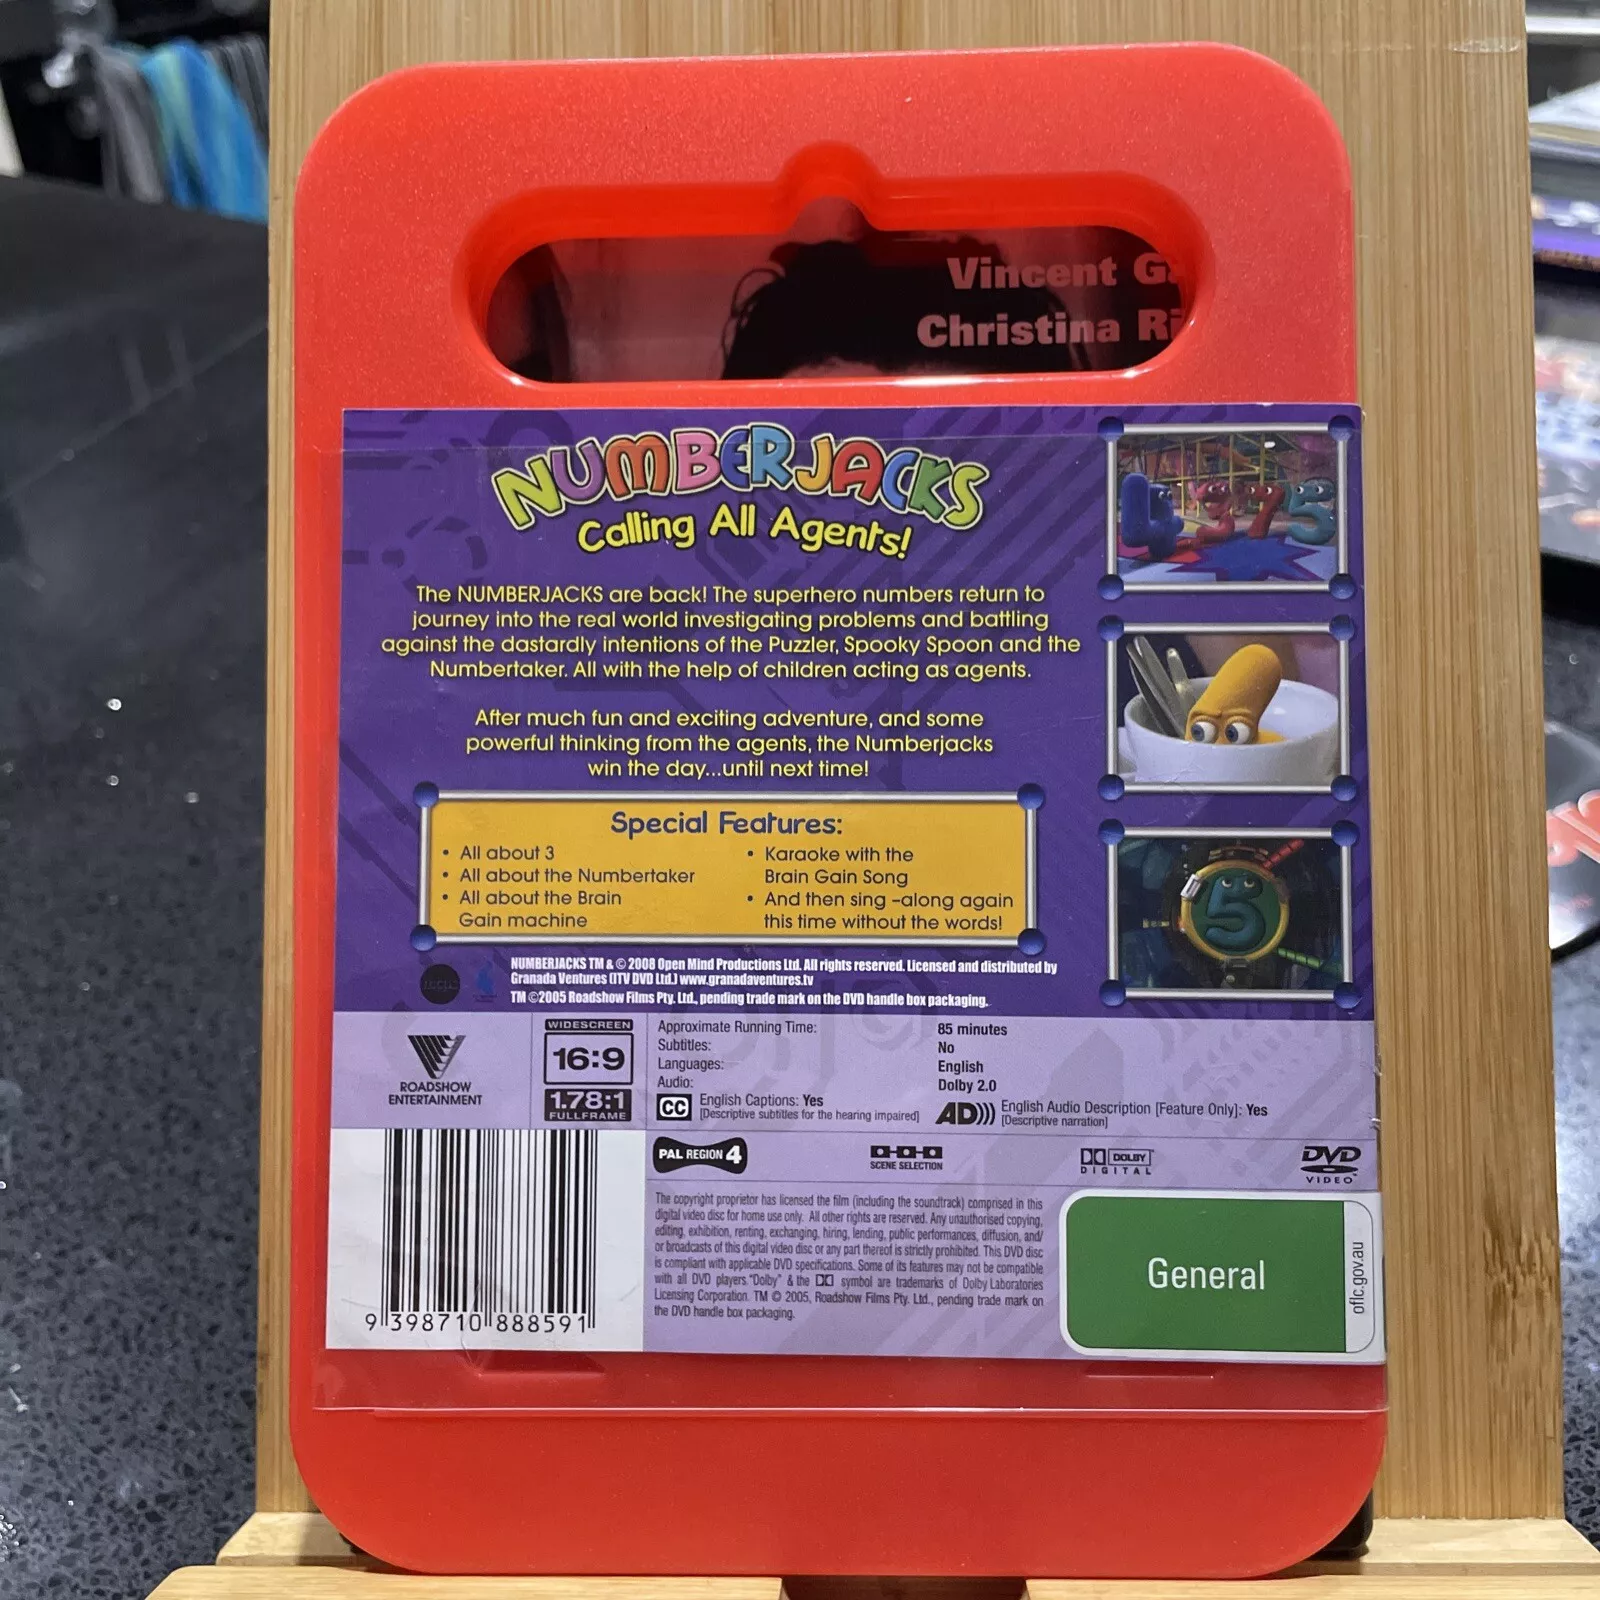 Vincent G
Christina Ri
NUMBERJACKS
Calling All Agents!
The NUMBERJACKS are back! The superhero numbers return to
journey into the real world investigating problems and battling
against the dastardly intentions of the Puzzler, Spooky Spoon and the
Numbertaker. All with the help of children acting as agents.
After much fun and exciting adventure, and some
powerful thinking from the agents, the Numberjacks
win the day...until next time!
Special Features:
• All about 3
• All about the Numbertaker
• All about the Brain
Gain machine
• Karaoke with the
Brain Gain Song
• And then sing –along again
this time without the words!
5
NUMBERJACKS TM & © 2008 Open Mind Productions Ltd. All rights reserved. Licensed and distributed by
Granada Ventures (ITV DVD Ltd.) www.granadaventures.tv
TM ©2005 Roadshow Films Pty. Ltd., pending trade mark on the DVD handle box packaging.
ROADSHOW
ENTERTAINMENT
WIDESCREEN
16:9
1.78:1
FULLFRAME
Approximate Running Time: 85 minutes
Subtitles: No
Languages: English
Audio: Dolby 2.0
CC English Captions: Yes
[Descriptive subtitles for the hearing impaired]
AD))) English Audio Description [Feature Only]: Yes
[Descriptive narration]
PAL REGION 4
SCENE SELECTION
DOLBY
DIGITAL
DVD
VIDEO
The copyright proprietor has licensed the film (including the soundtrack) comprised in this
digital video disc for home use only. All other rights are reserved. Any unauthorised copying,
editing, exhibition, renting, exchanging, hiring, lending, public performances, diffusion, and/
or broadcasts of this digital video disc or any part thereof is strictly prohibited. This DVD disc
is compliant with applicable DVD specifications. Some of its features may not be compatible
with all DVD players. "Dolby" & the DD symbol are trademarks of Dolby Laboratories
Licensing Corporation. TM © 2005, Roadshow Films Pty. Ltd., pending trade mark on
the DVD handle box packaging.
General
oflc.gov.au
9 398710 888591